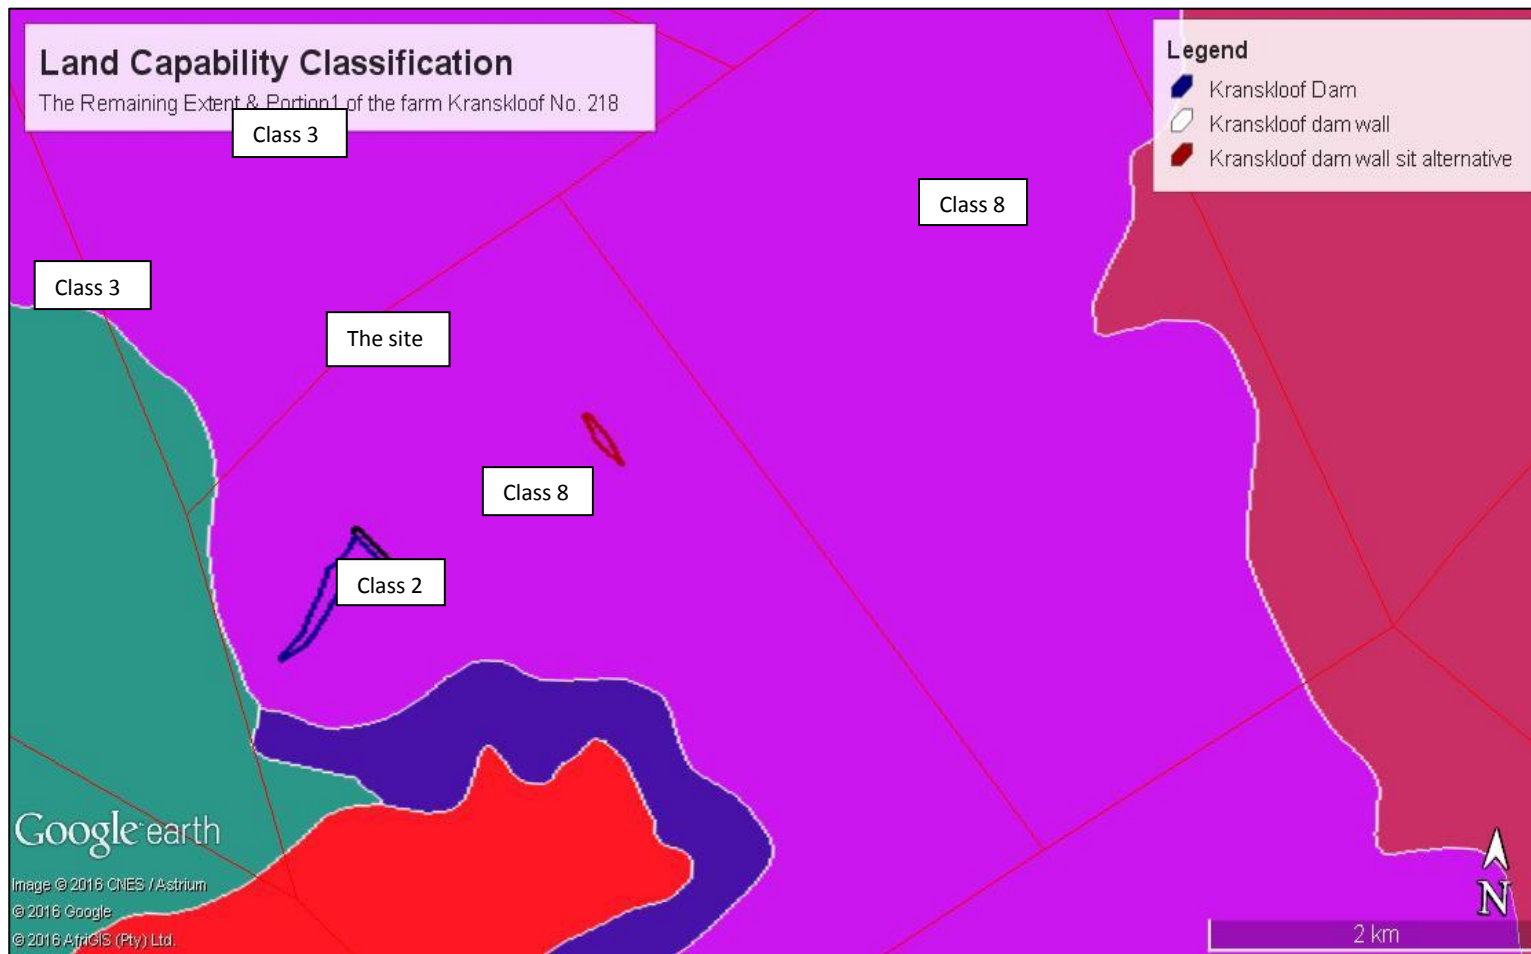 Land Capability Classification
The Remaining Extent & Portion1 of the farm Kranskloof No. 218
Class 3
Legend
Kranskloof Dam
Kranskloof dam wall
Kranskloof dam wall sit alternative
Class 8
Class 3
The site
Class 8
Class 2
Google earth
Image © 2016 CNES / Astrium
© 2016 Google
© 2016 AfriGIS (Pty) Ltd.
N
2 km